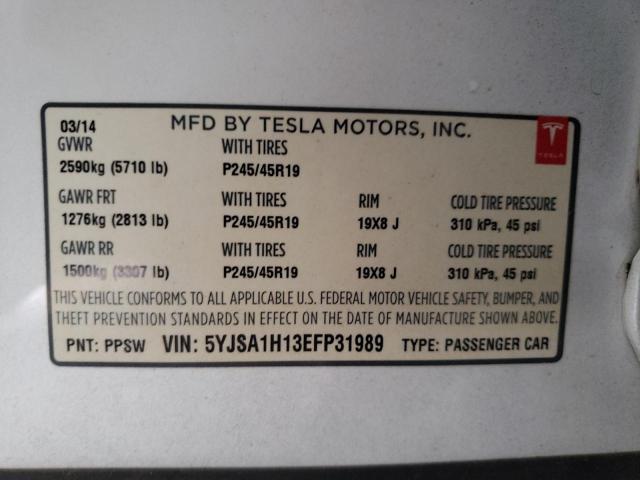 03/14 MFD BY TESLA MOTORS, INC.
GVWR WITH TIRES
2590kg (5710 lb) P245/45R19
TESLA
GAWR FRT WITH TIRES RIM COLD TIRE PRESSURE
1276kg (2813 lb) P245/45R19 19X8 J 310 kPa, 45 psi
GAWR RR WITH TIRES RIM COLD TIRE PRESSURE
1500kg (3307 lb) P245/45R19 19X8 J 310 kPa, 45 psi
THIS VEHICLE CONFORMS TO ALL APPLICABLE U.S. FEDERAL MOTOR VEHICLE SAFETY, BUMPER, AND
THEFT PREVENTION STANDARDS IN EFFECT ON THE DATE OF MANUFACTURE SHOWN ABOVE.
PNT: PPSW VIN: 5YJSA1H13EFP31989 TYPE: PASSENGER CAR